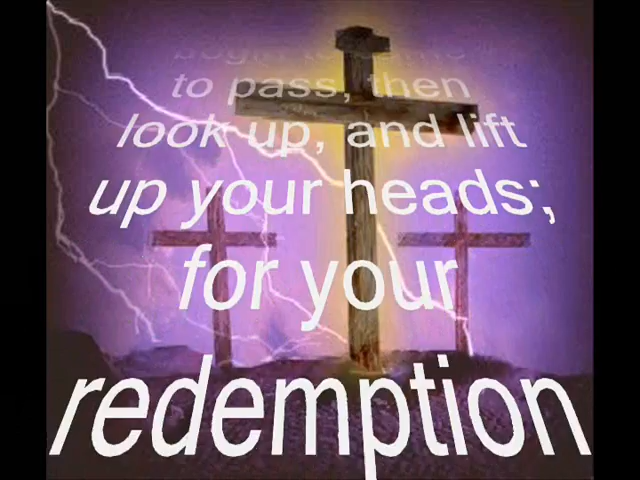 to pass, then
look up, and lift
up your heads;
for your
redemption